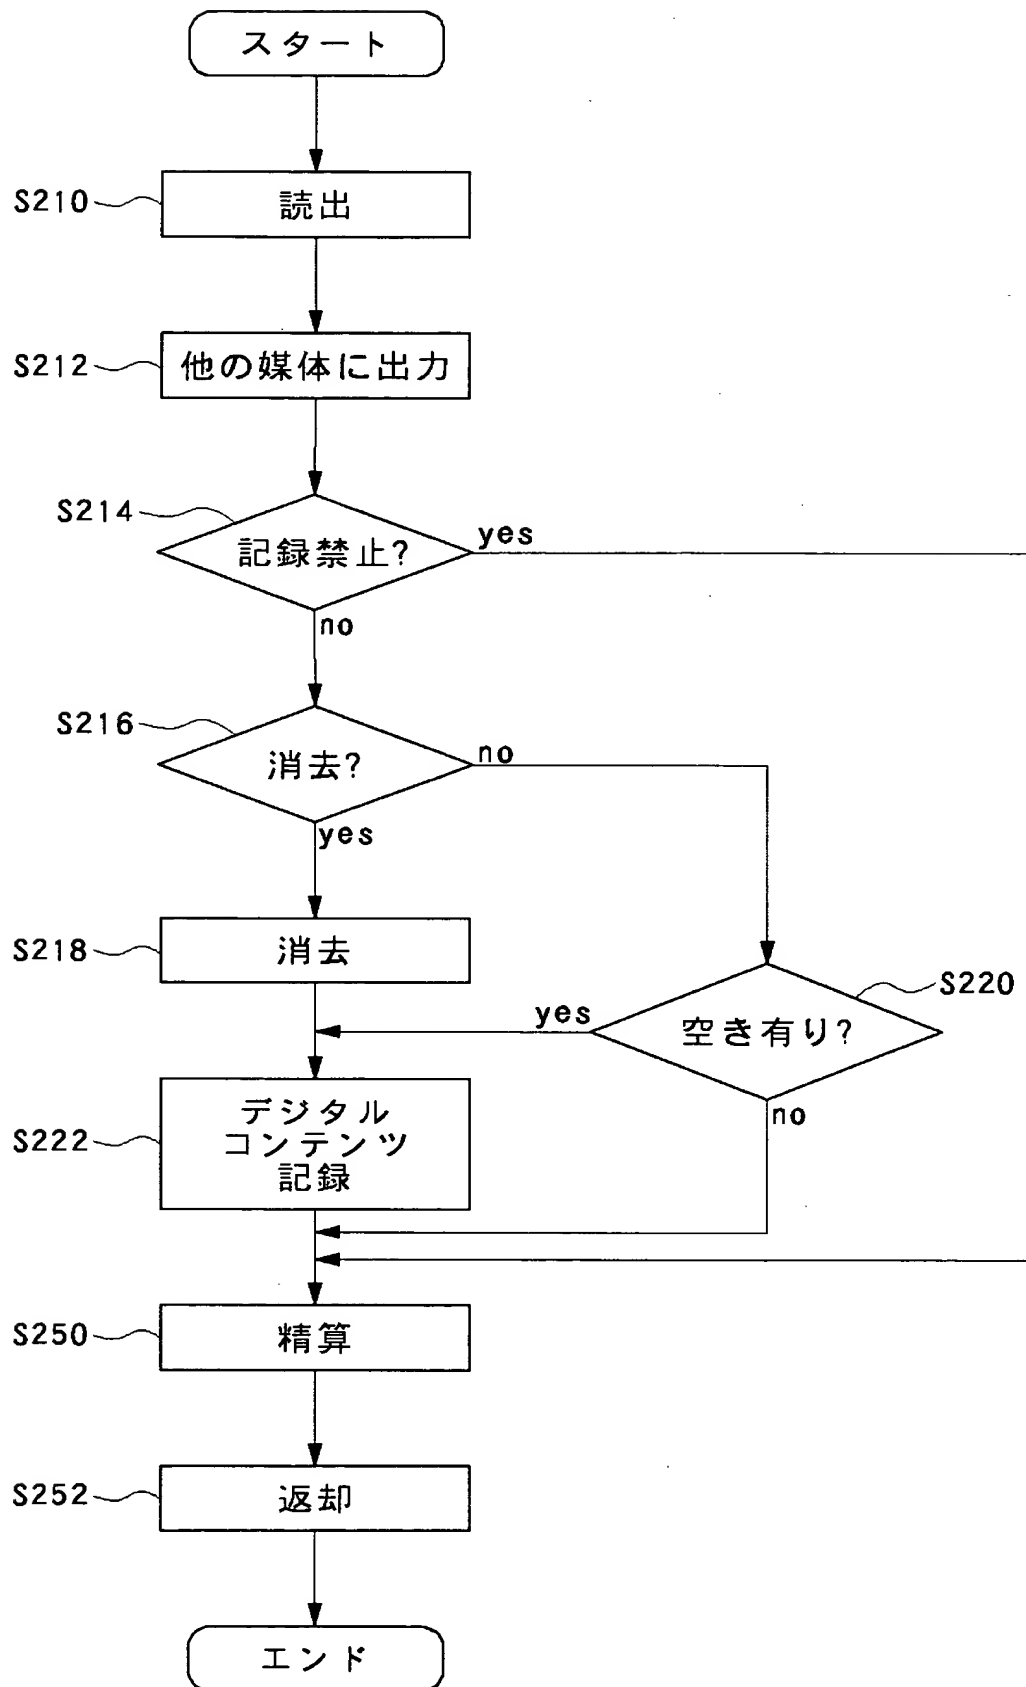 スタート
S210
読出
S212
他の媒体に出力
S214
記録禁止?
yes
no
S216
消去?
no
yes
S218
消去
S220
空き有り?
yes
no
S222
デジタル
コンテンツ
記録
S250
精算
S252
返却
エンド